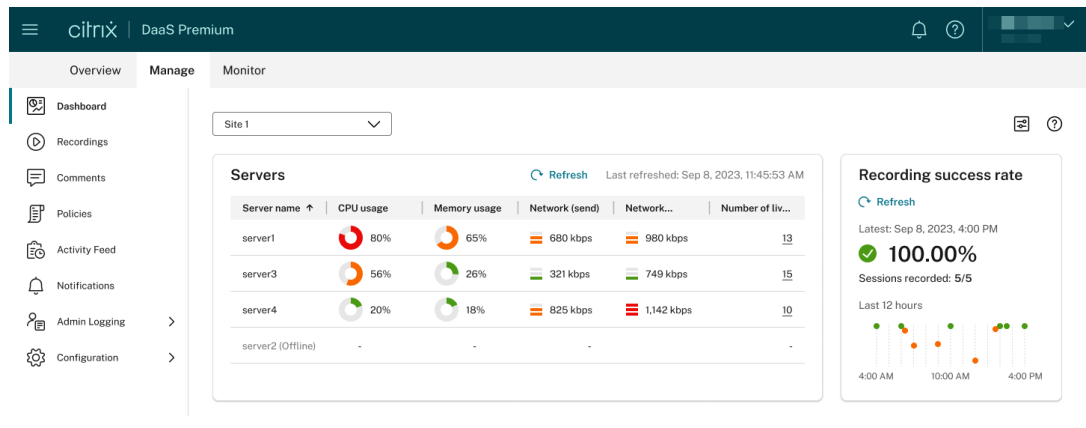 citrix | DaaS Premium
Overview Manage Monitor
Dashboard
Recordings
Comments
Policies
Activity Feed
Notifications
Admin Logging
Configuration
Site 1
Servers Refresh Last refreshed: Sep 8, 2023, 11:45:53 AM
Server name CPU usage Memory usage Network (send) Network... Number of liv...
server1 80% 65% 680 kbps 980 kbps 13
server3 56% 26% 321 kbps 749 kbps 15
server4 20% 18% 825 kbps 1,142 kbps 10
server2 (Offline) - - - -
Recording success rate
Refresh
Latest: Sep 8, 2023, 4:00 PM
100.00%
Sessions recorded: 5/5
Last 12 hours
4:00 AM 10:00 AM 4:00 PM